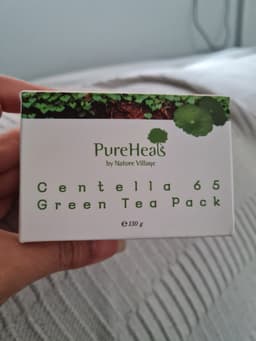 PureHeals
by Nature Village
Centella 65
Green Tea Pack
℮ 130 g